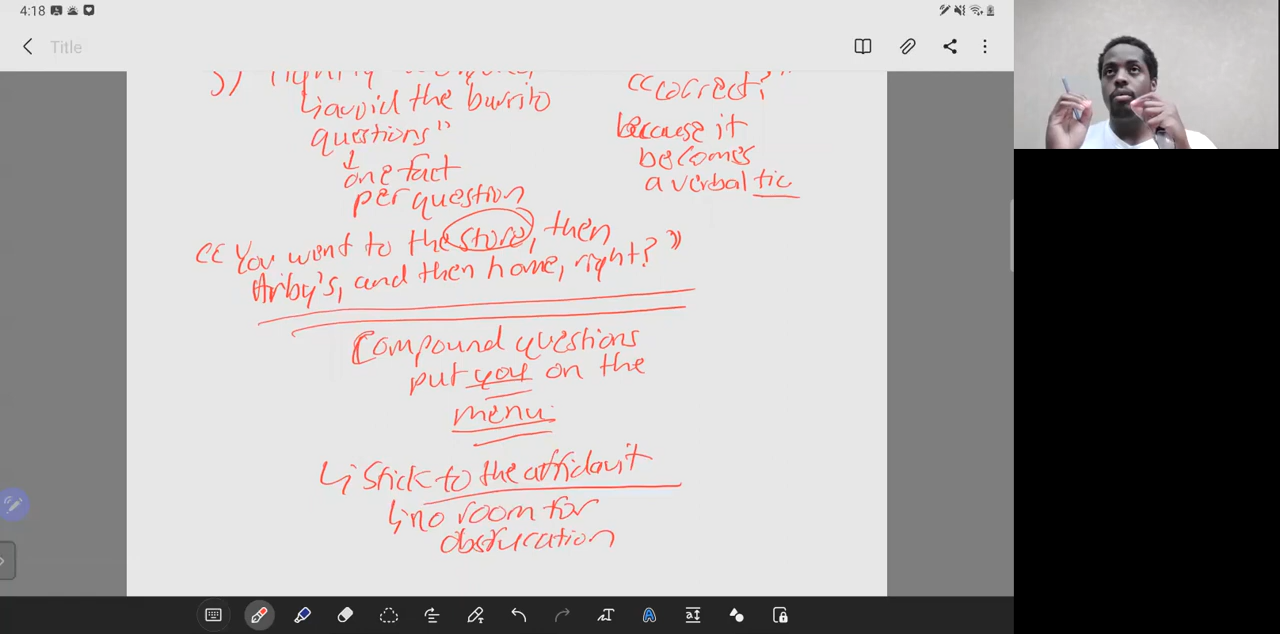 4:18
Title
↳avoid the burrito
questions"
↓
one fact
per question
"correct?"
because it
becomes
a verbal tic
"You went to the store, then
Arby's, and then home, right?"
Compound questions
put you on the
menu.
↳ Stick to the affidavit
↳no room for
obsfucation